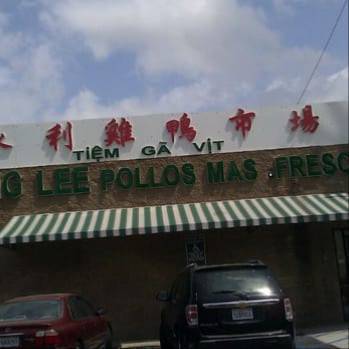 利雞鴨市場
TIỆM GÀ VỊT
G LEE POLLOS MAS FRESC